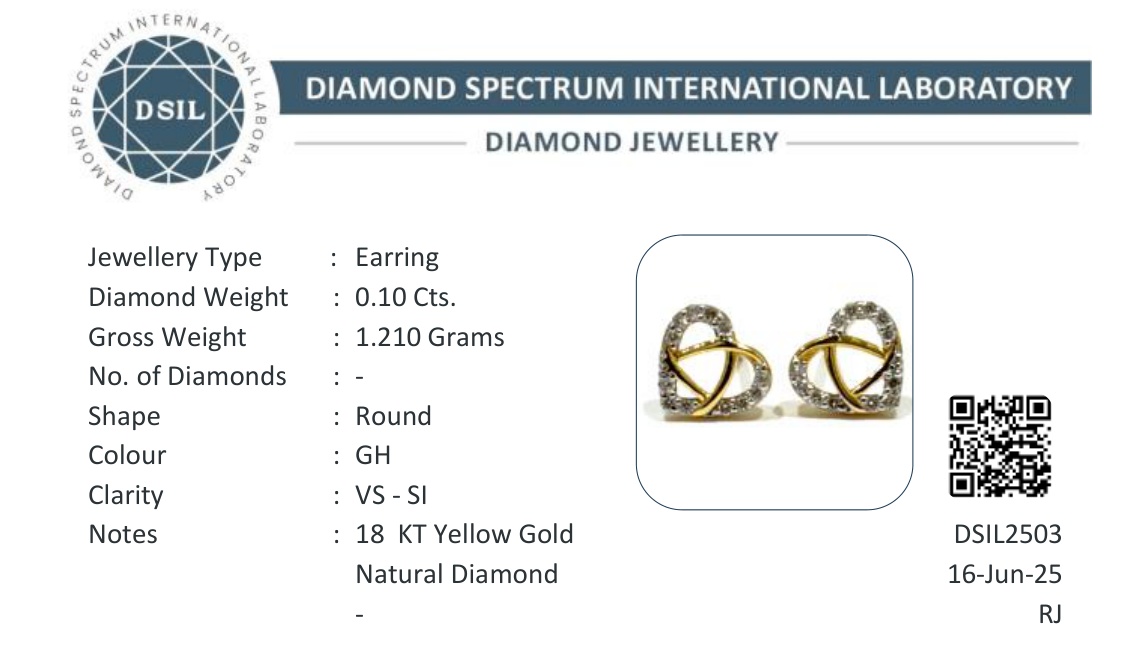 DIAMOND SPECTRUM INTERNATIONAL LABORATORY
DSIL
DIAMOND SPECTRUM INTERNATIONAL LABORATORY
DIAMOND JEWELLERY
Jewellery Type : Earring
Diamond Weight : 0.10 Cts.
Gross Weight : 1.210 Grams
No. of Diamonds : -
Shape : Round
Colour : GH
Clarity : VS - SI
Notes : 18 KT Yellow Gold
Natural Diamond
-
DSIL2503
16-Jun-25
RJ